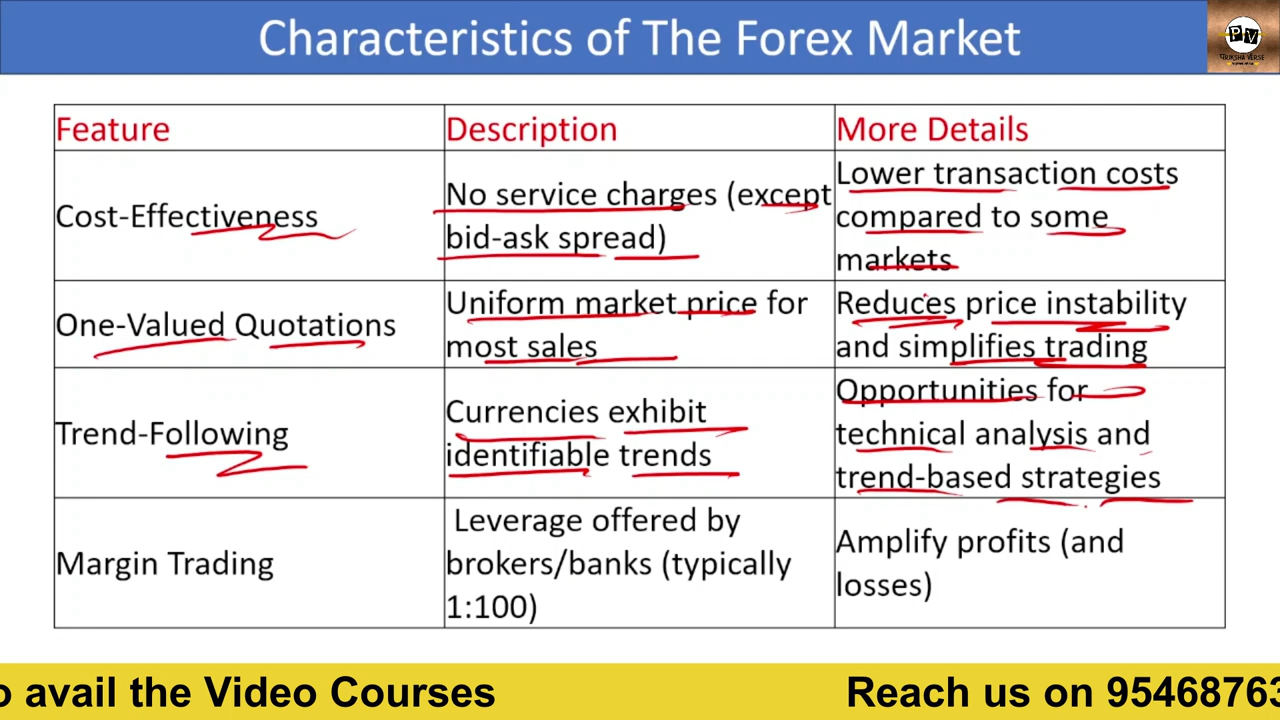 Characteristics of The Forex Market
PV
Feature
Description
More Details
Cost-Effectiveness
No service charges (except
bid-ask spread)
Lower transaction costs
compared to some
markets
One-Valued Quotations
Uniform market price for
most sales
Reduces price instability
and simplifies trading
Trend-Following
Currencies exhibit
identifiable trends
Opportunities for
technical analysis and
trend-based strategies
Margin Trading
Leverage offered by
brokers/banks (typically
1:100)
Amplify profits (and
losses)
o avail the Video Courses
Reach us on 95468763